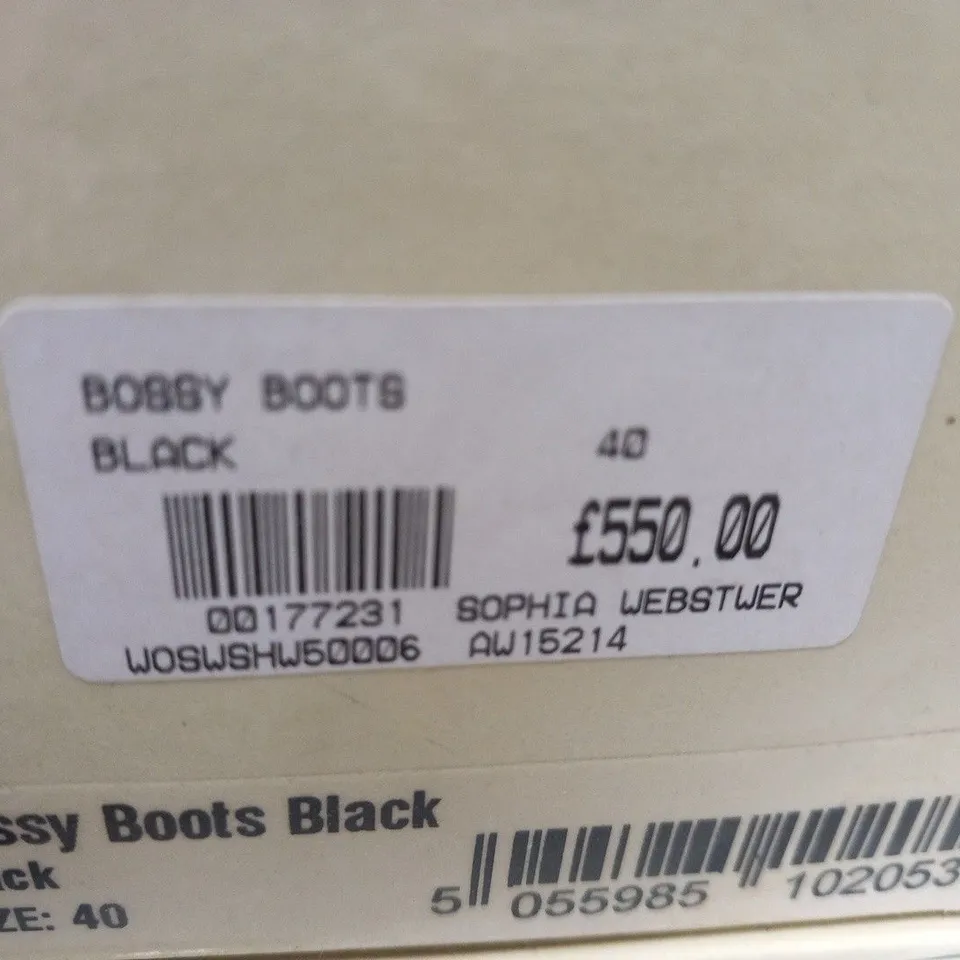 BOSSY BOOTS
BLACK 40
£550.00
00177231 SOPHIA WEBSTWER
WOSWSHW50006 AW15214
ssy Boots Black
ck
ZE: 40
5 055985 102053